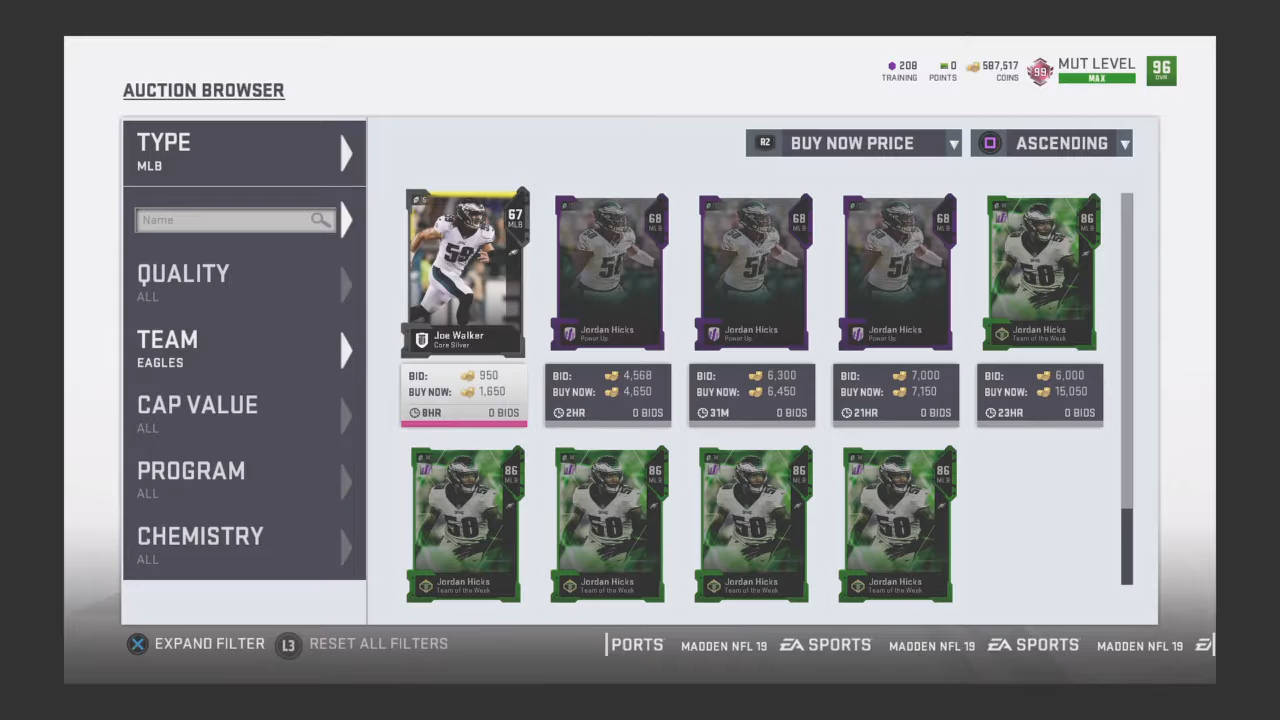 AUCTION BROWSER
208
TRAINING
0
POINTS
587,517
COINS
99
MUT LEVEL
MAX
96
OVR
TYPE
MLB
Name
QUALITY
ALL
TEAM
EAGLES
CAP VALUE
ALL
PROGRAM
ALL
CHEMISTRY
ALL
R2 BUY NOW PRICE
ASCENDING
67
MLB
59
Joe Walker
Core Silver
BID: 950
BUY NOW: 1,650
8HR 0 BIDS
68
MLB
Jordan Hicks
Power Up
BID: 4,568
BUY NOW: 4,650
2HR 0 BIDS
68
MLB
Jordan Hicks
Power Up
BID: 6,300
BUY NOW: 6,450
31M 0 BIDS
68
MLB
Jordan Hicks
Power Up
BID: 7,000
BUY NOW: 7,150
21HR 0 BIDS
86
MLB
58
Jordan Hicks
Team of the Week
BID: 6,000
BUY NOW: 15,050
23HR 0 BIDS
86
MLB
58
Jordan Hicks
Team of the Week
86
MLB
58
Jordan Hicks
Team of the Week
86
MLB
58
Jordan Hicks
Team of the Week
86
MLB
58
Jordan Hicks
Team of the Week
EXPAND FILTER
L3 RESET ALL FILTERS
PORTS MADDEN NFL 19 EA SPORTS MADDEN NFL 19 EA SPORTS MADDEN NFL 19